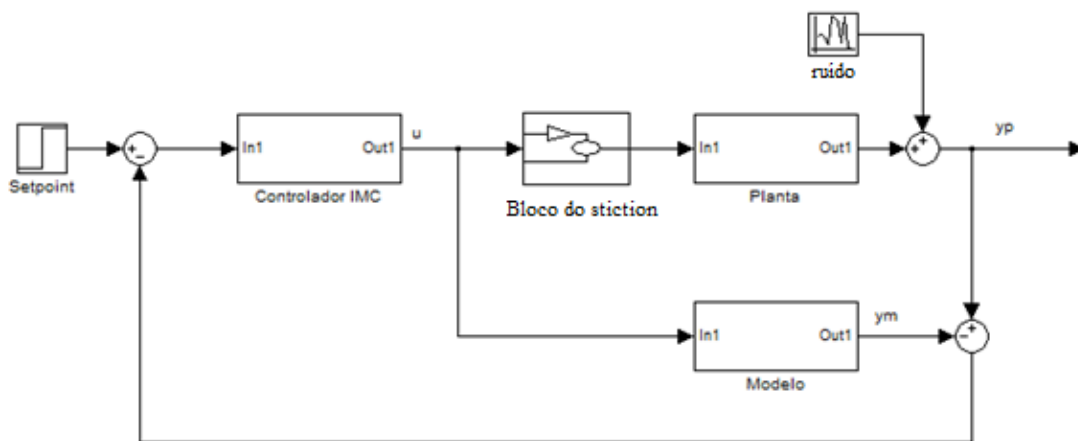 ruido
yp
u
In1
Out1
In1
Out1
Setpoint
Controlador IMC
Bloco do stiction
Planta
ym
In1
Out1
Modelo